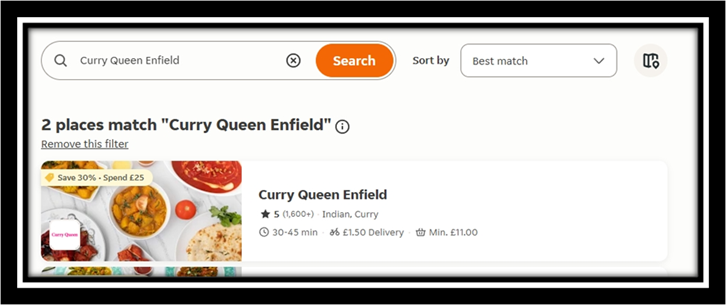 Curry Queen Enfield
Search
Sort by
Best match
2 places match "Curry Queen Enfield"
Remove this filter
Save 30% • Spend £25
Curry Queen
Curry Queen Enfield
5 (1,600+) · Indian, Curry
30-45 min · £1.50 Delivery · Min. £11.00